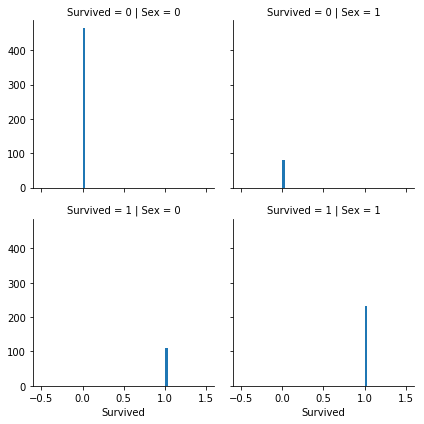 Survived = 0 | Sex = 0
Survived = 0 | Sex = 1
400
300
200
100
0
Survived = 1 | Sex = 0
Survived = 1 | Sex = 1
400
300
200
100
0
−0.5 0.0 0.5 1.0 1.5
−0.5 0.0 0.5 1.0 1.5
Survived
Survived